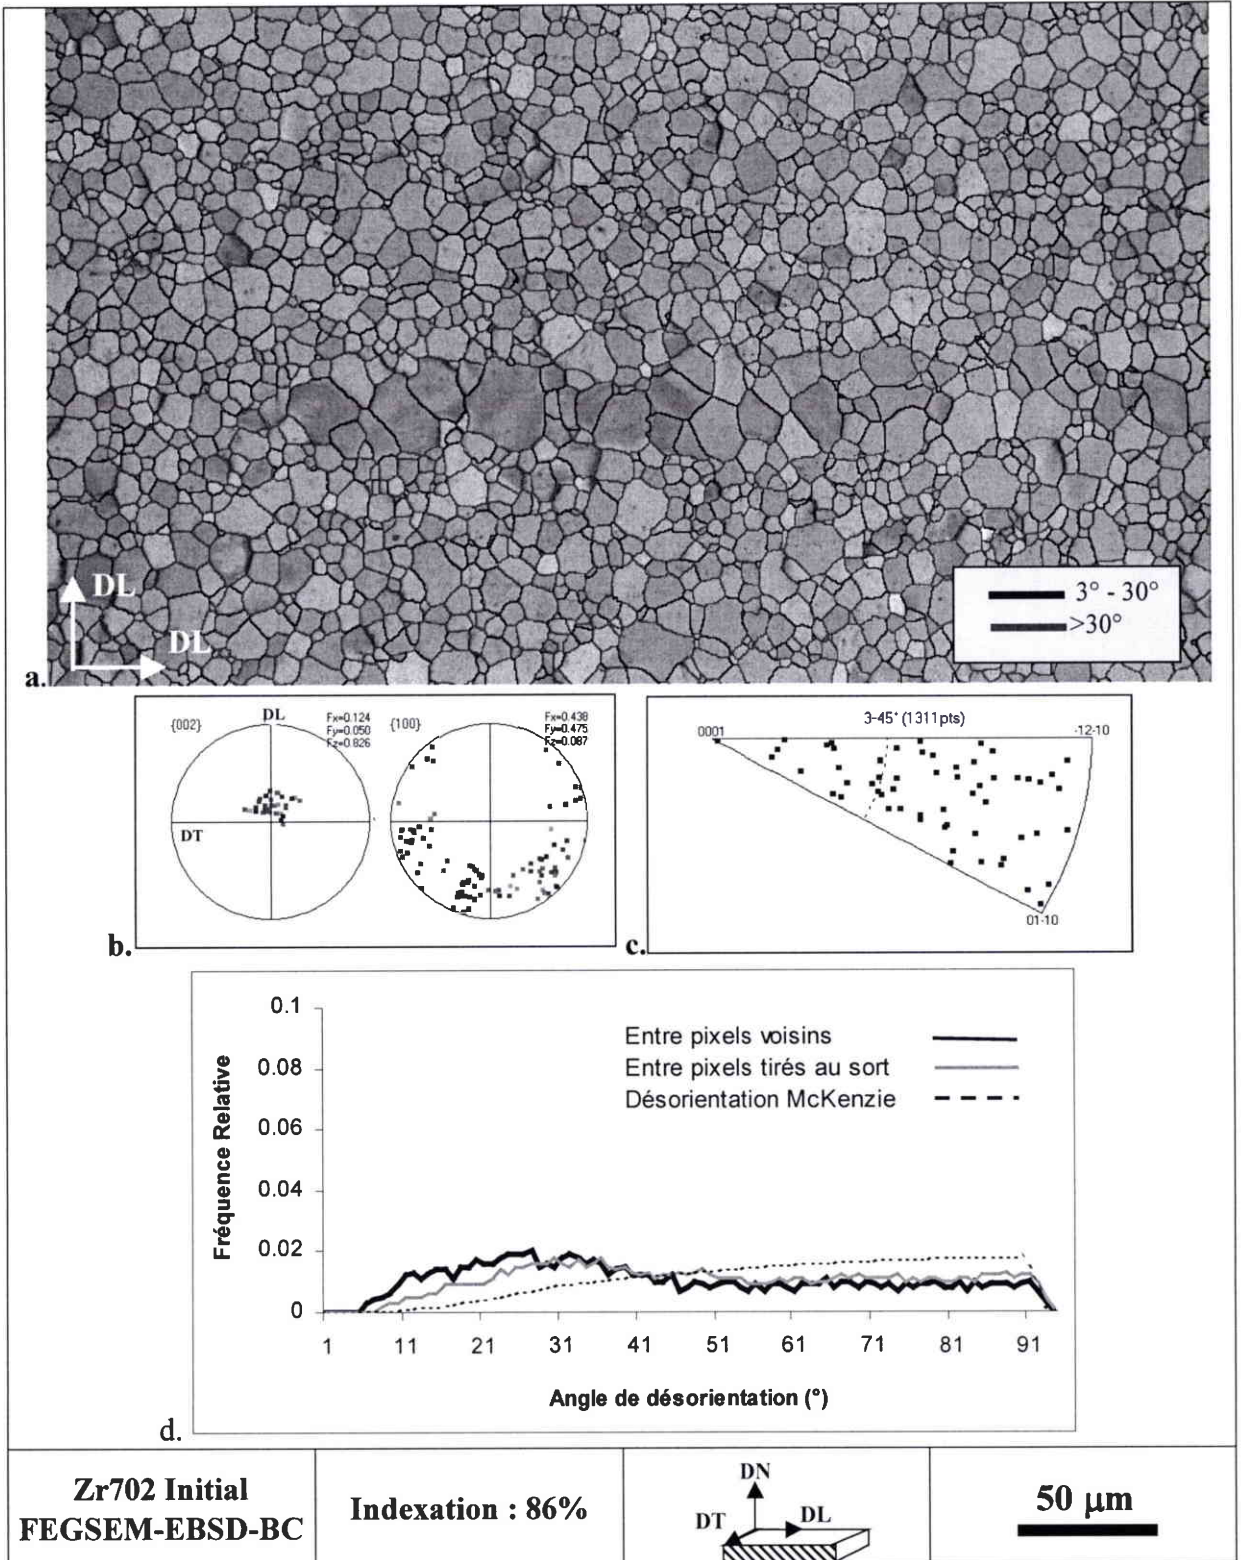 DL
DL
3° - 30°
>30°
a.
{002}
DL
Fx=0.124
Fy=0.050
Fz=0.826
DT
{100}
Fx=0.438
Fy=0.475
Fz=0.087
b.
3-45° (1311pts)
0001
-12-10
01-10
c.
0.1
0.08
0.06
0.04
0.02
0
Fréquence Relative
Entre pixels voisins
Entre pixels tirés au sort
Désorientation McKenzie
1 11 21 31 41 51 61 71 81 91
Angle de désorientation (°)
d.
Zr702 Initial
FEGSEM-EBSD-BC
Indexation : 86%
DN
DT
DL
50 µm